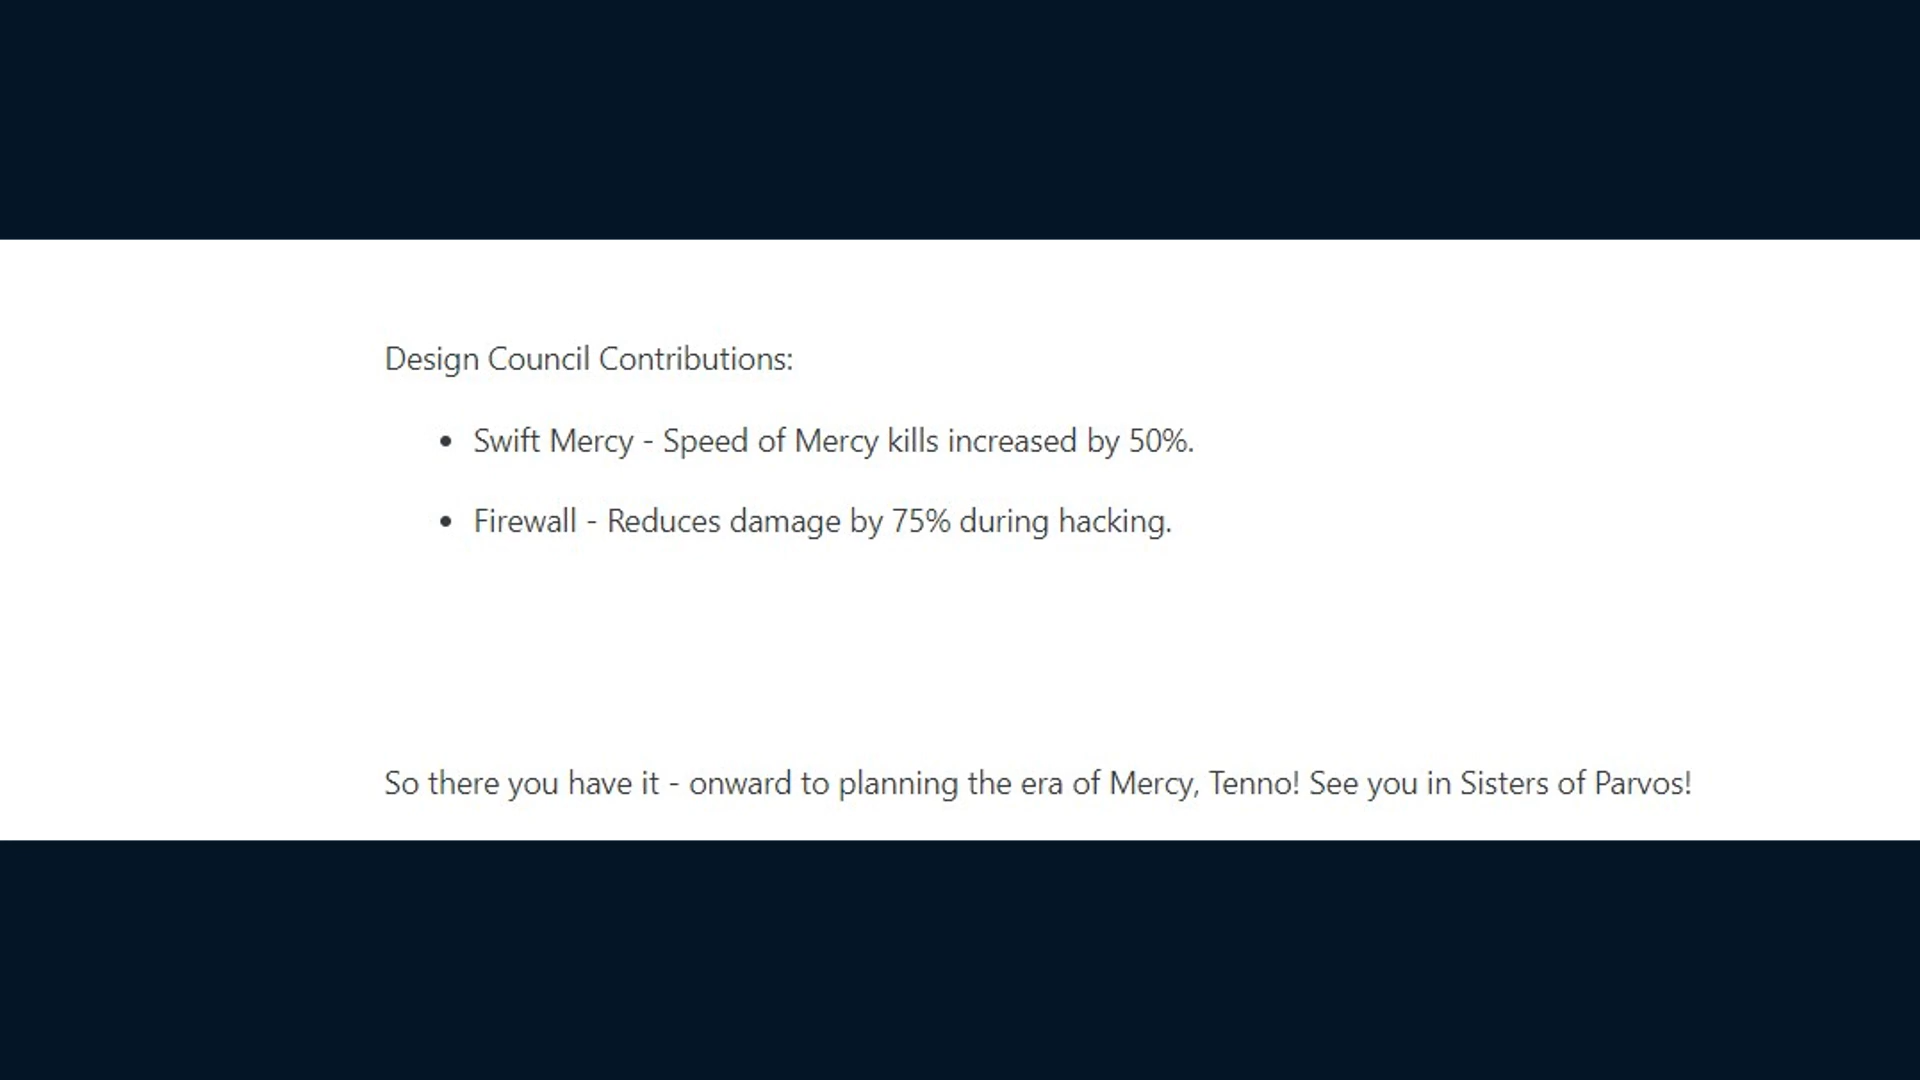 Design Council Contributions:
• Swift Mercy - Speed of Mercy kills increased by 50%.
• Firewall - Reduces damage by 75% during hacking.
So there you have it - onward to planning the era of Mercy, Tenno! See you in Sisters of Parvos!